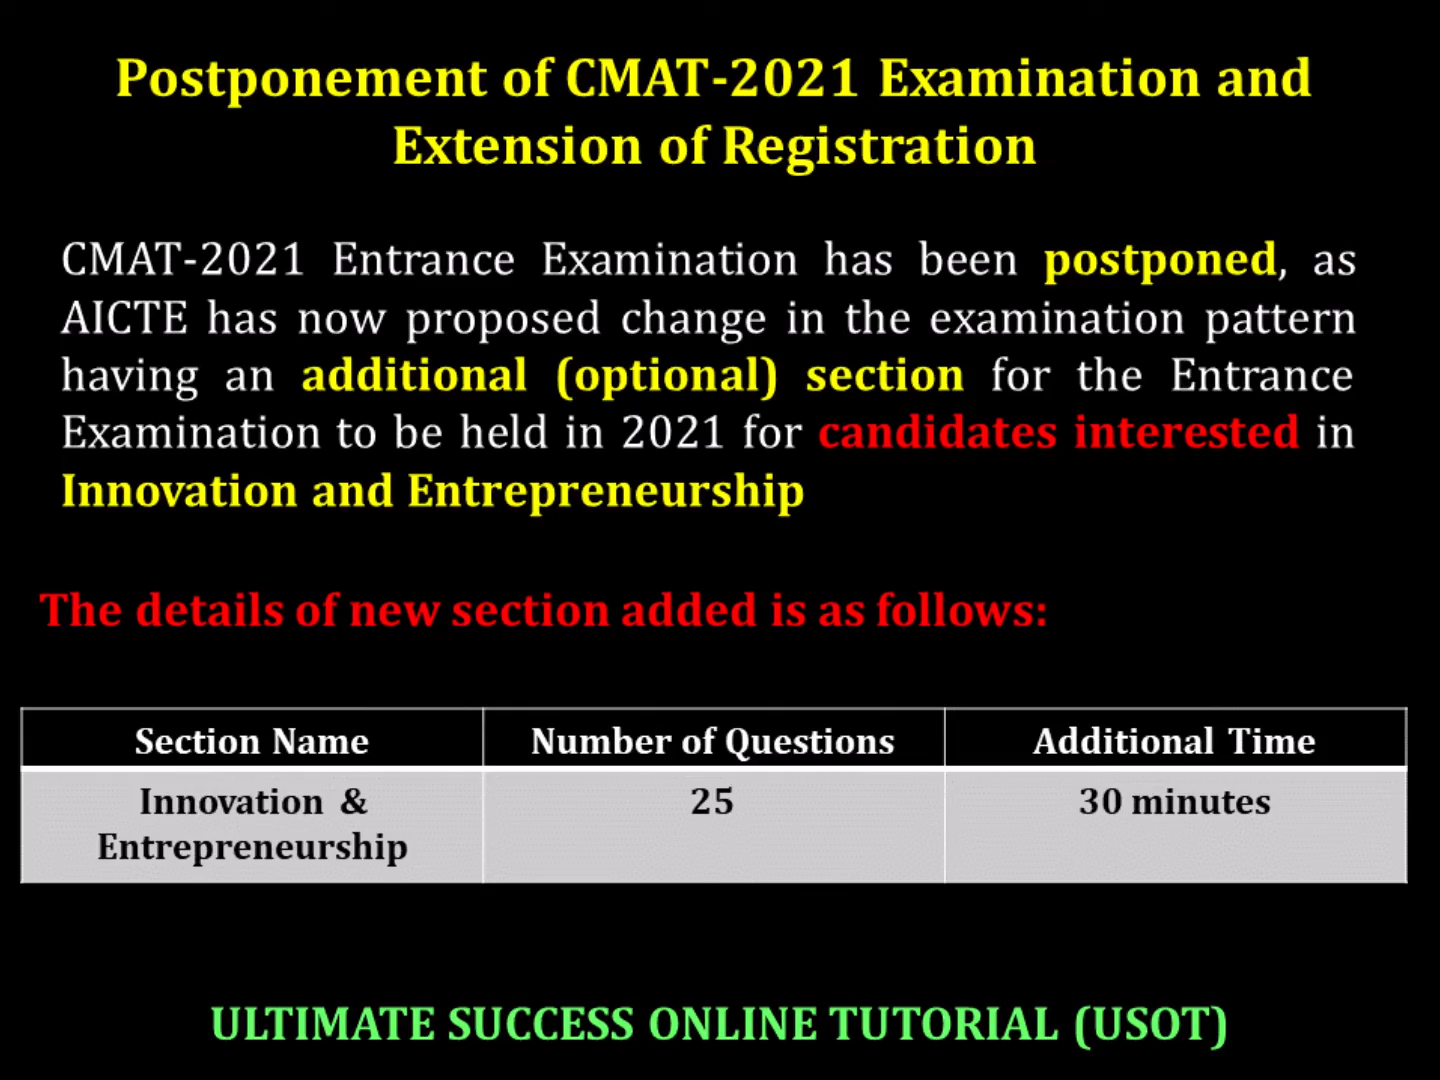 Postponement of CMAT-2021 Examination and
Extension of Registration
CMAT-2021 Entrance Examination has been postponed, as
AICTE has now proposed change in the examination pattern
having an additional (optional) section for the Entrance
Examination to be held in 2021 for candidates interested in
Innovation and Entrepreneurship
The details of new section added is as follows:
Section Name Number of Questions Additional Time
Innovation & 25 30 minutes
Entrepreneurship
ULTIMATE SUCCESS ONLINE TUTORIAL (USOT)